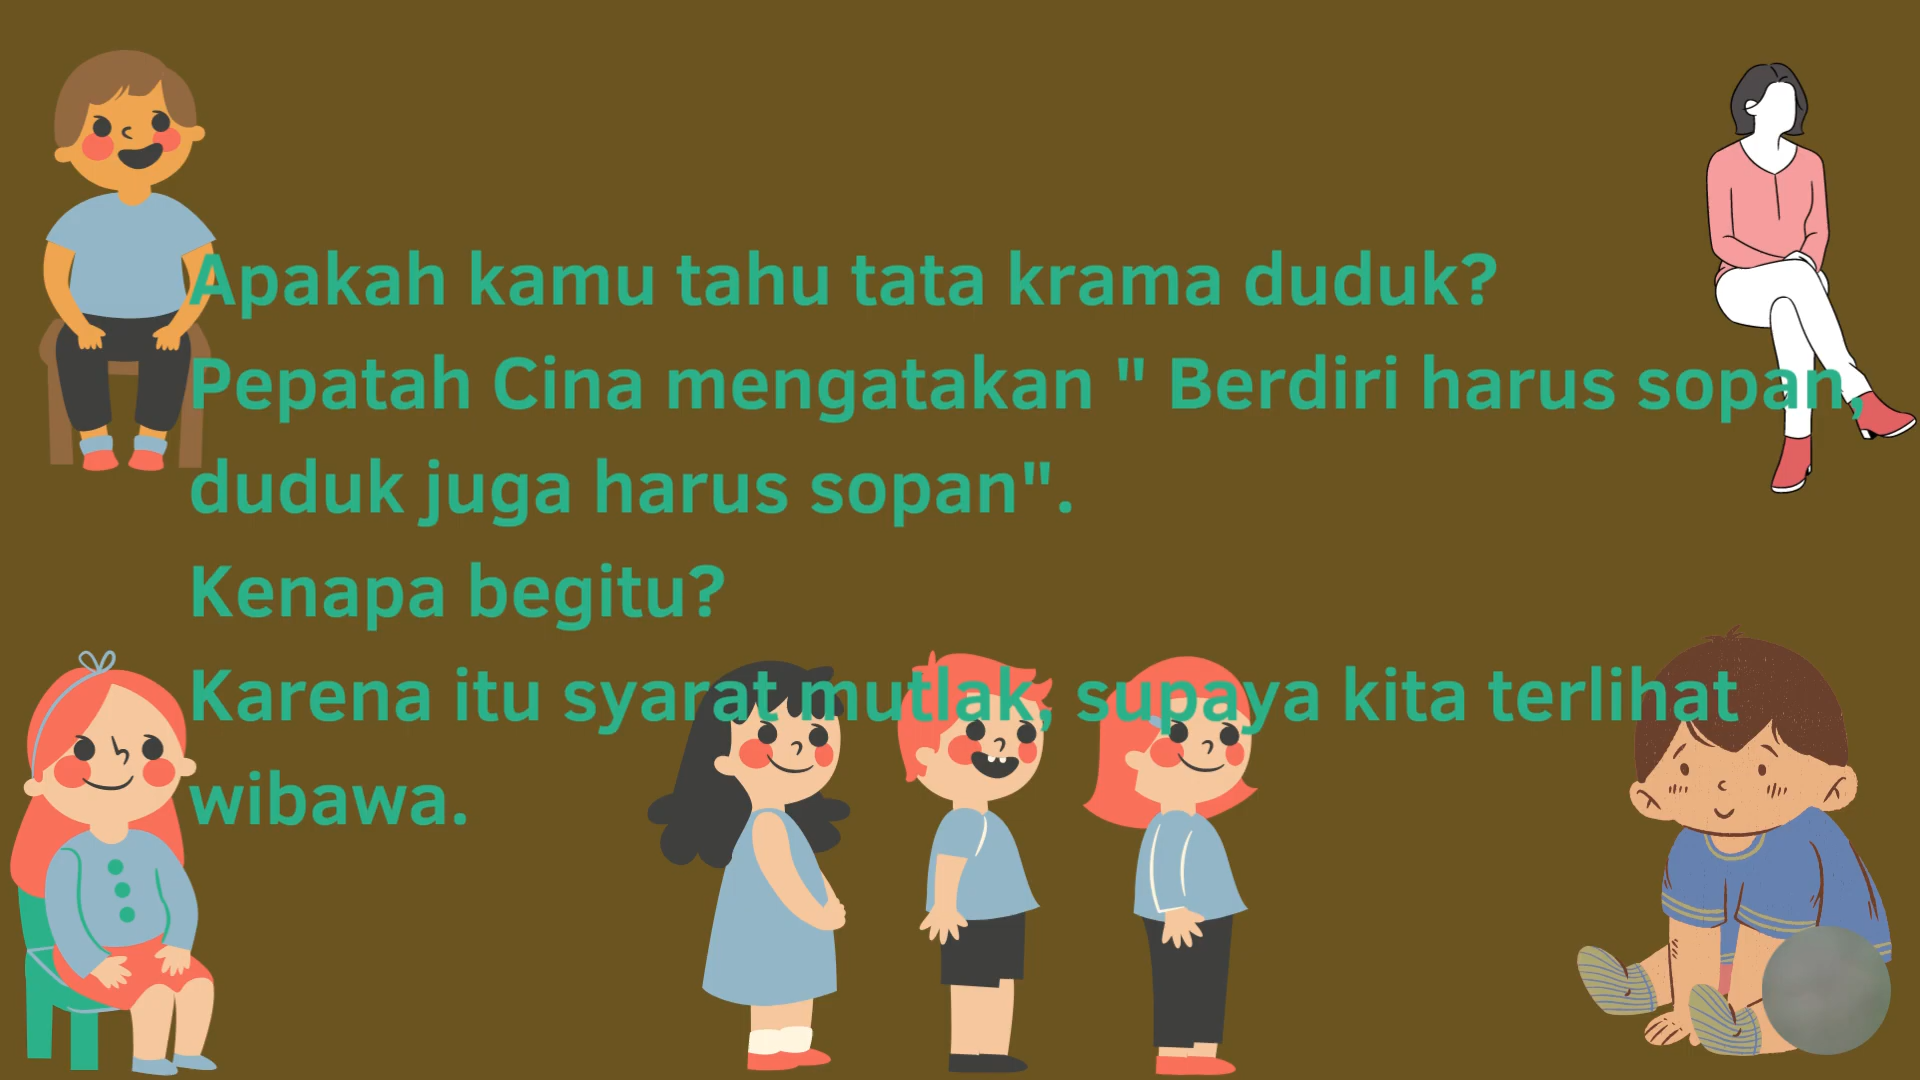 Apakah kamu tahu tata krama duduk?
Pepatah Cina mengatakan " Berdiri harus sopan,
duduk juga harus sopan".
Kenapa begitu?
Karena itu syarat mutlak, supaya kita terlihat
wibawa.